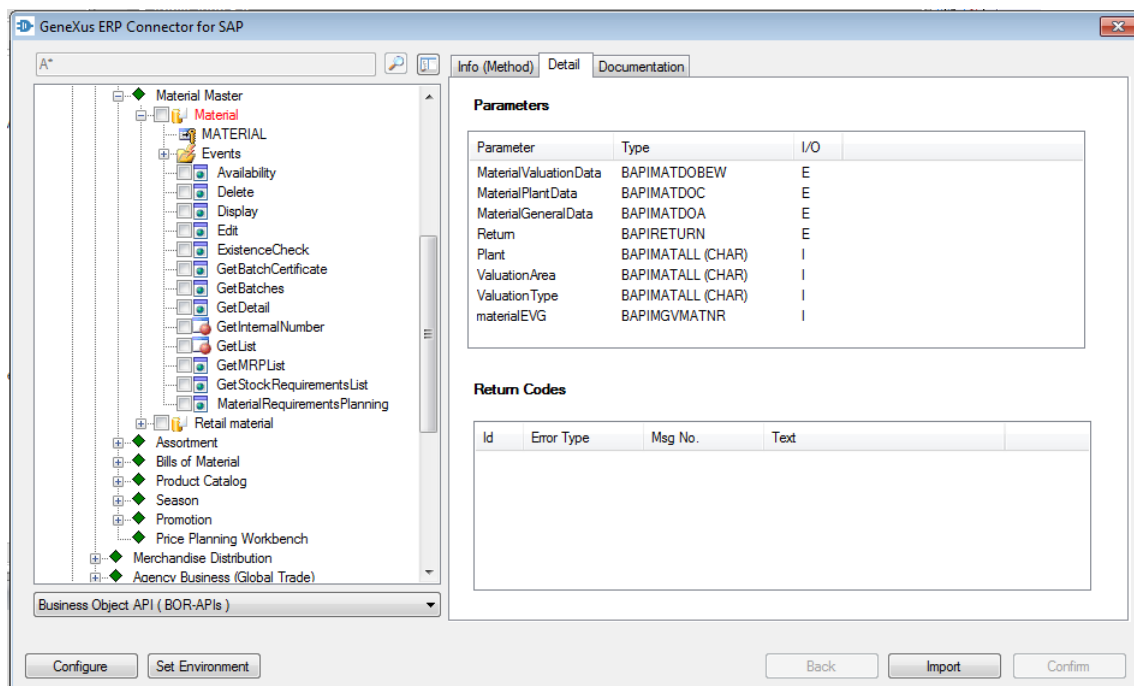 GeneXus ERP Connector for SAP
A*
Info (Method) Detail Documentation
Material Master
Material
MATERIAL
Events
Availability
Delete
Display
Edit
ExistenceCheck
GetBatchCertificate
GetBatches
GetDetail
GetInternalNumber
GetList
GetMRPList
GetStockRequirementsList
MaterialRequirementsPlanning
Retail material
Assortment
Bills of Material
Product Catalog
Season
Promotion
Price Planning Workbench
Merchandise Distribution
Agency Business (Global Trade)
Business Object API ( BOR-APIs )
Parameters
Parameter Type I/O
MaterialValuationData BAPIMATDOBEW E
MaterialPlantData BAPIMATDOC E
MaterialGeneralData BAPIMATDOA E
Return BAPIRETURN E
Plant BAPIMATALL (CHAR) I
ValuationArea BAPIMATALL (CHAR) I
ValuationType BAPIMATALL (CHAR) I
materialEVG BAPIMGVMATNR I
Return Codes
Id Error Type Msg No. Text
Configure Set Environment Back Import Confirm